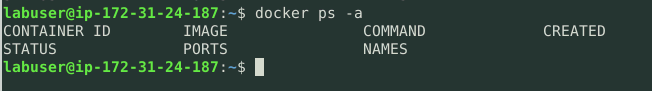 labuser@ip-172-31-24-187:~$ docker ps -a
CONTAINER ID        IMAGE               COMMAND             CREATED
STATUS              PORTS               NAMES
labuser@ip-172-31-24-187:~$